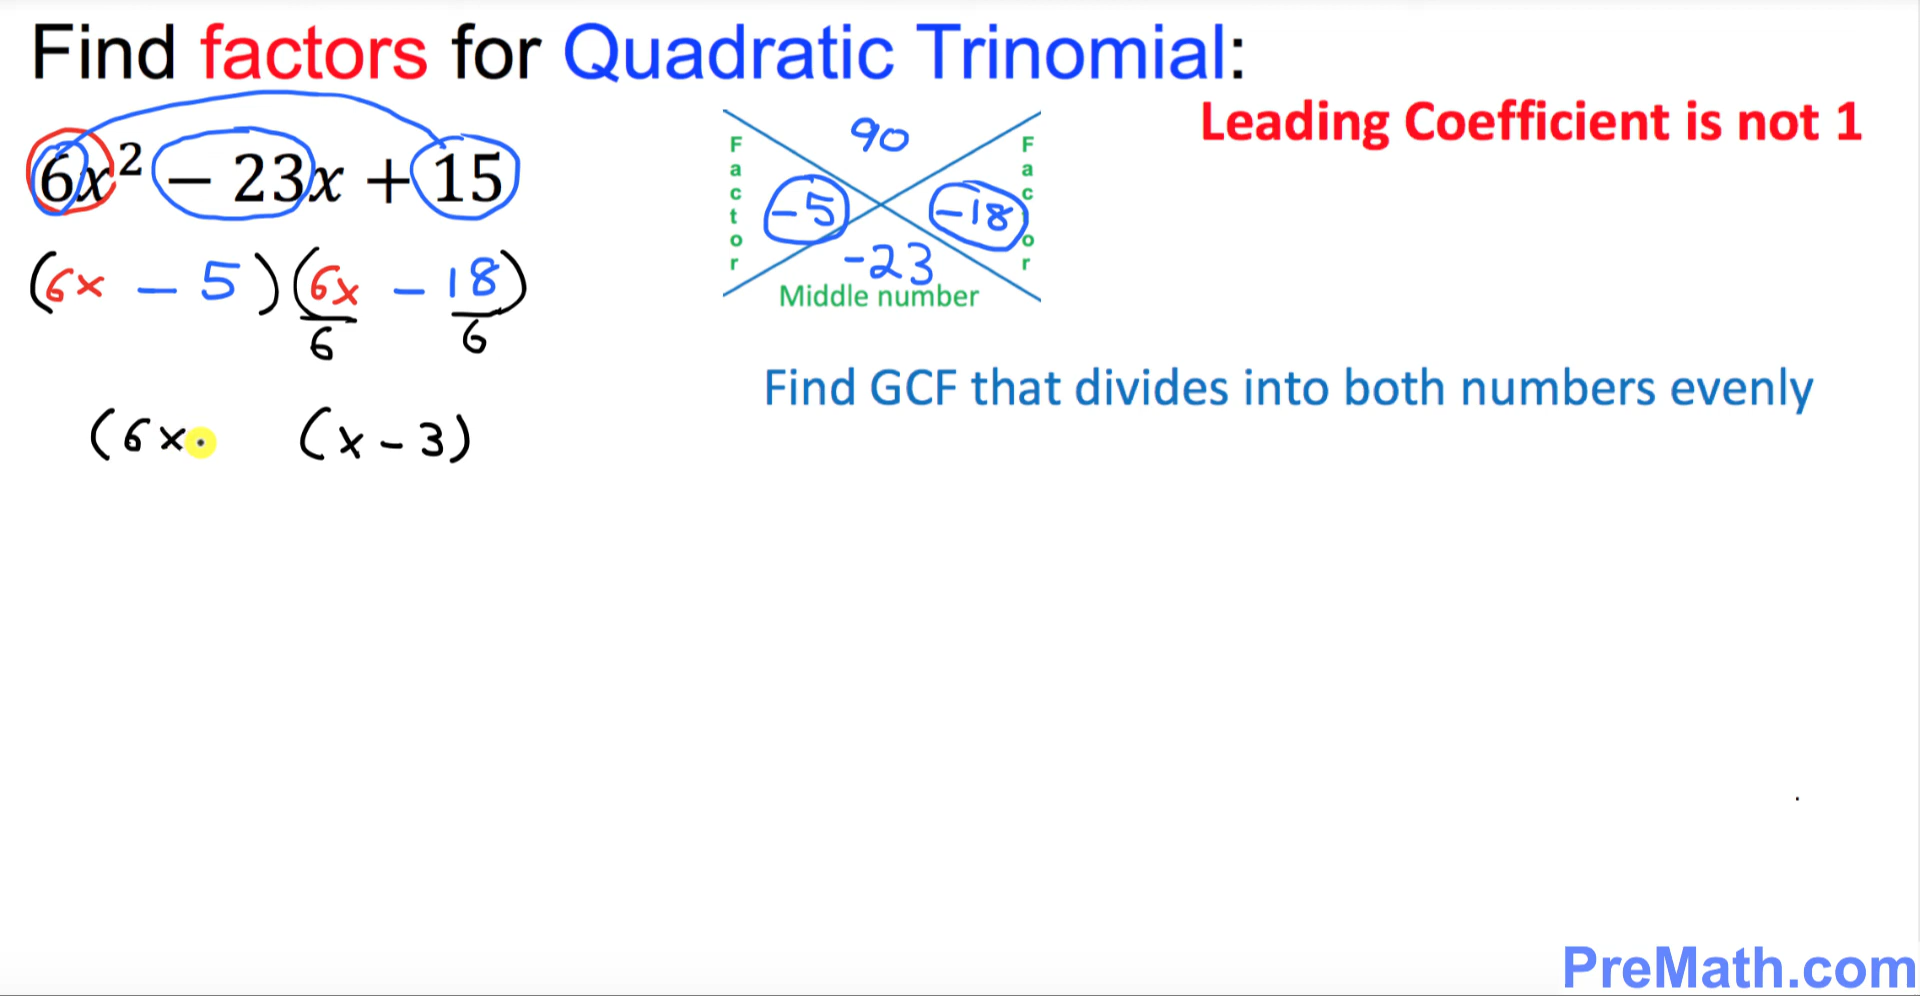 Find factors for Quadratic Trinomial:
Leading Coefficient is not 1
6x² − 23x + 15
90
Factor
-5
-18
Factor
-23
Middle number
(6x - 5)(6x - 18)
6 6
Find GCF that divides into both numbers evenly
(6x (x - 3)
PreMath.com